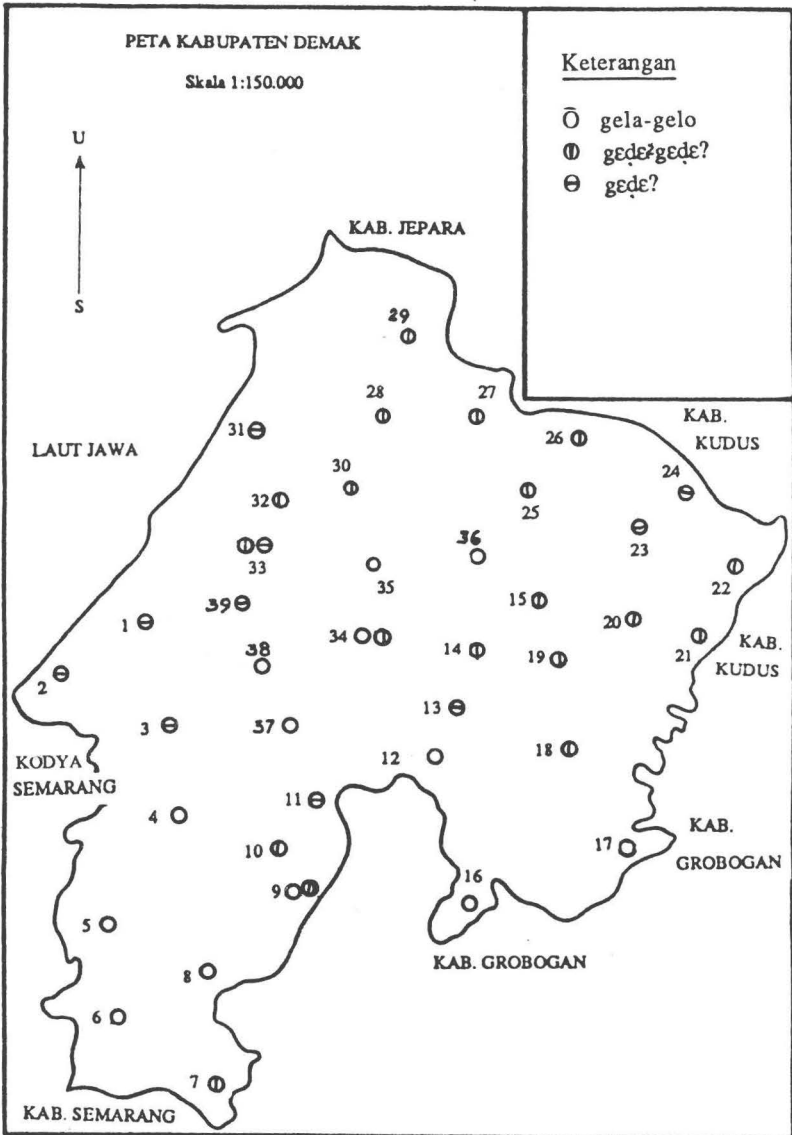 PETA KABUPATEN DEMAK
Skala 1:150.000
U
S
Keterangan
Ō gela-gelo
⦶ gɛḍɛʔgɛḍɛ?
⊖ gɛḍɛ?
KAB. JEPARA
29
28
27
KAB.
KUDUS
26
31
LAUT JAWA
24
30
32
25
23
36
33
35
22
39
15
1
20
34
38
14
19
21
KAB.
KUDUS
2
13
3
37
18
12
KODYA
SEMARANG
11
4
KAB.
GROBOGAN
10
17
16
9
5
KAB. GROBOGAN
8
6
7
KAB. SEMARANG